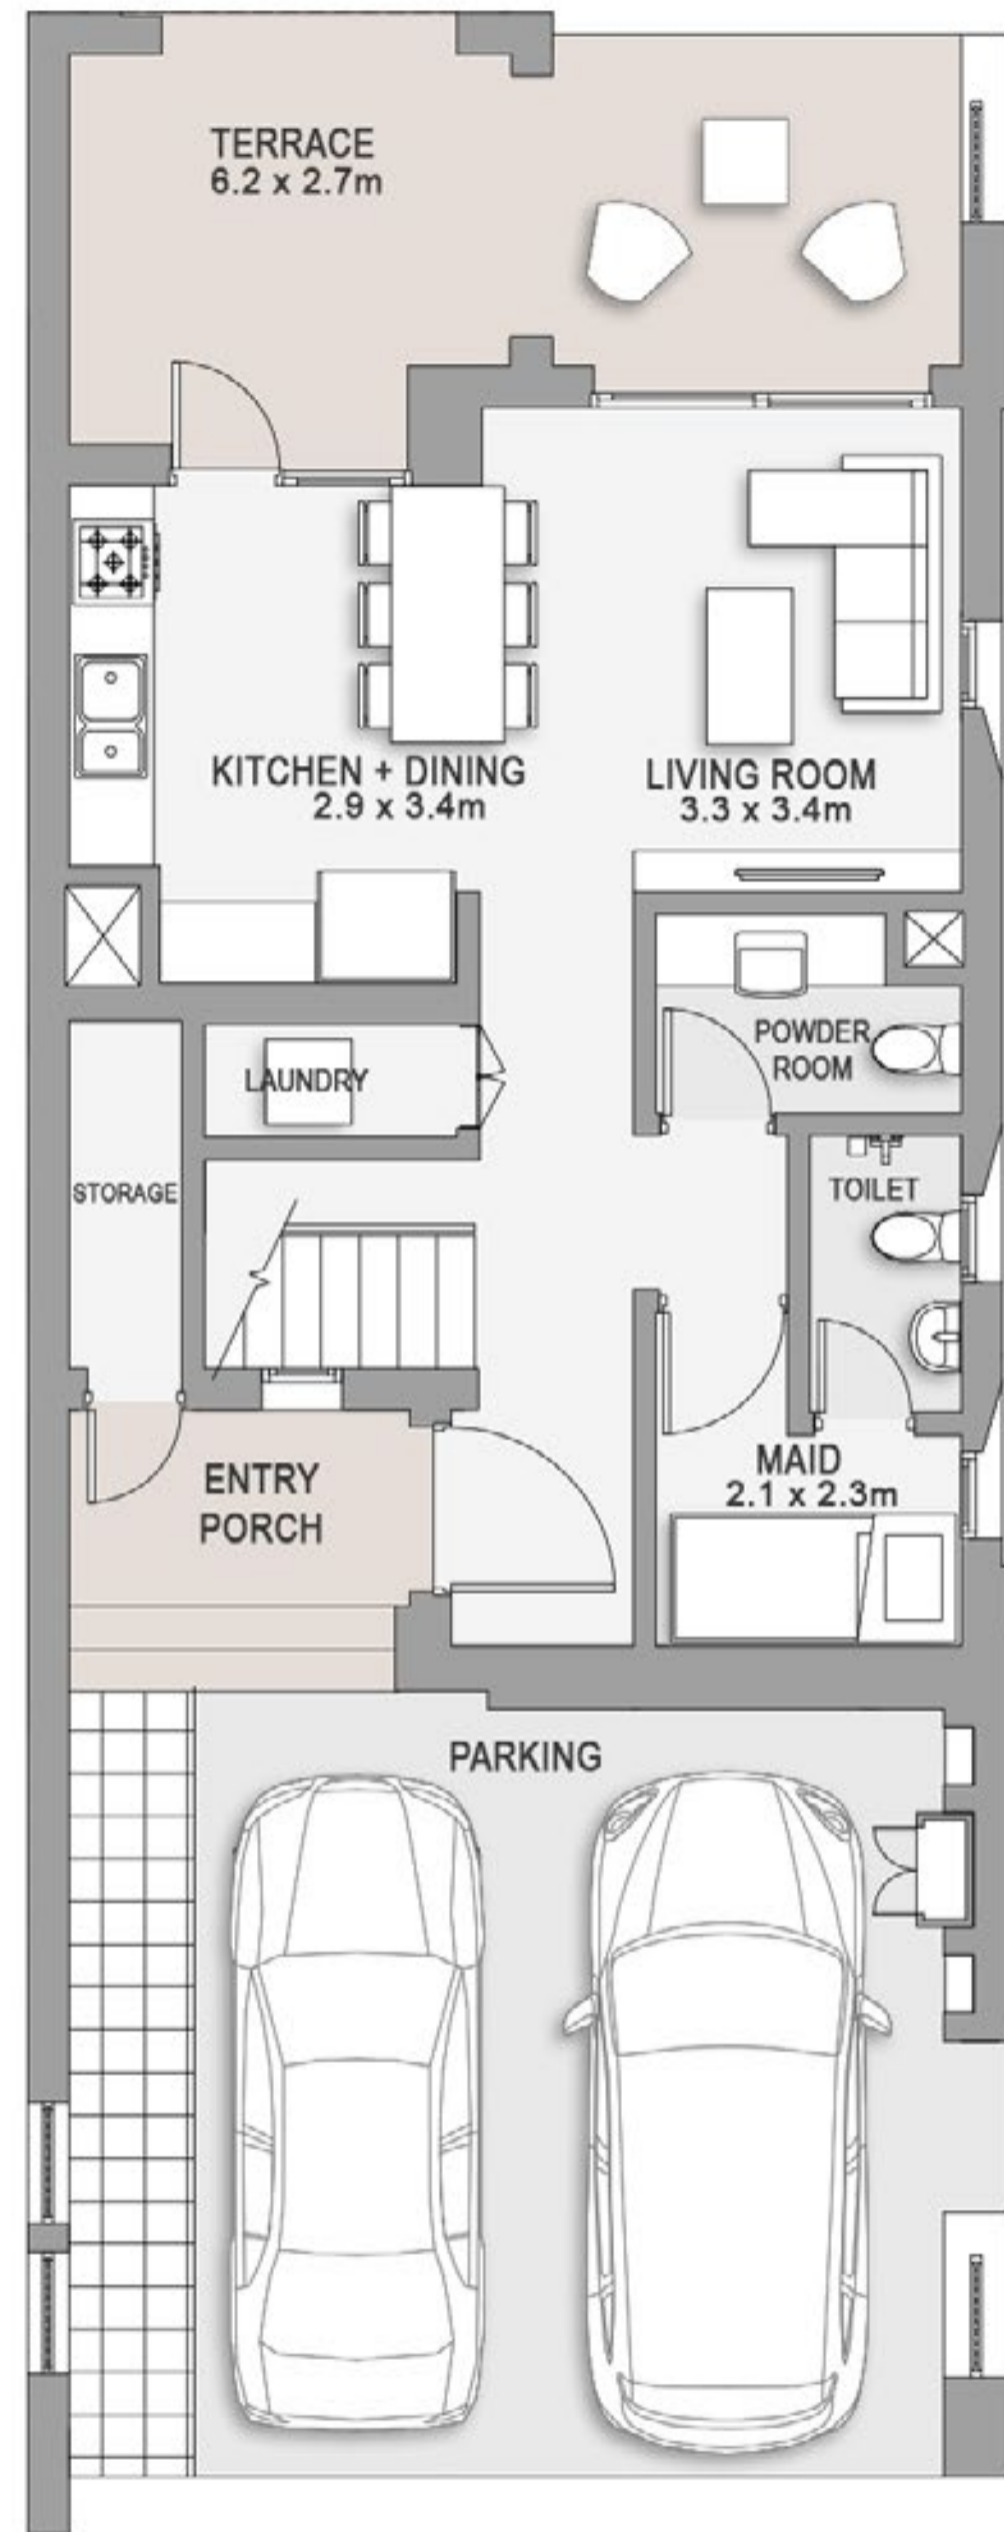 TERRACE
6.2 x 2.7m
KITCHEN + DINING
2.9 x 3.4m
LIVING ROOM
3.3 x 3.4m
POWDER
ROOM
LAUNDRY
STORAGE
TOILET
ENTRY
PORCH
MAID
2.1 x 2.3m
PARKING